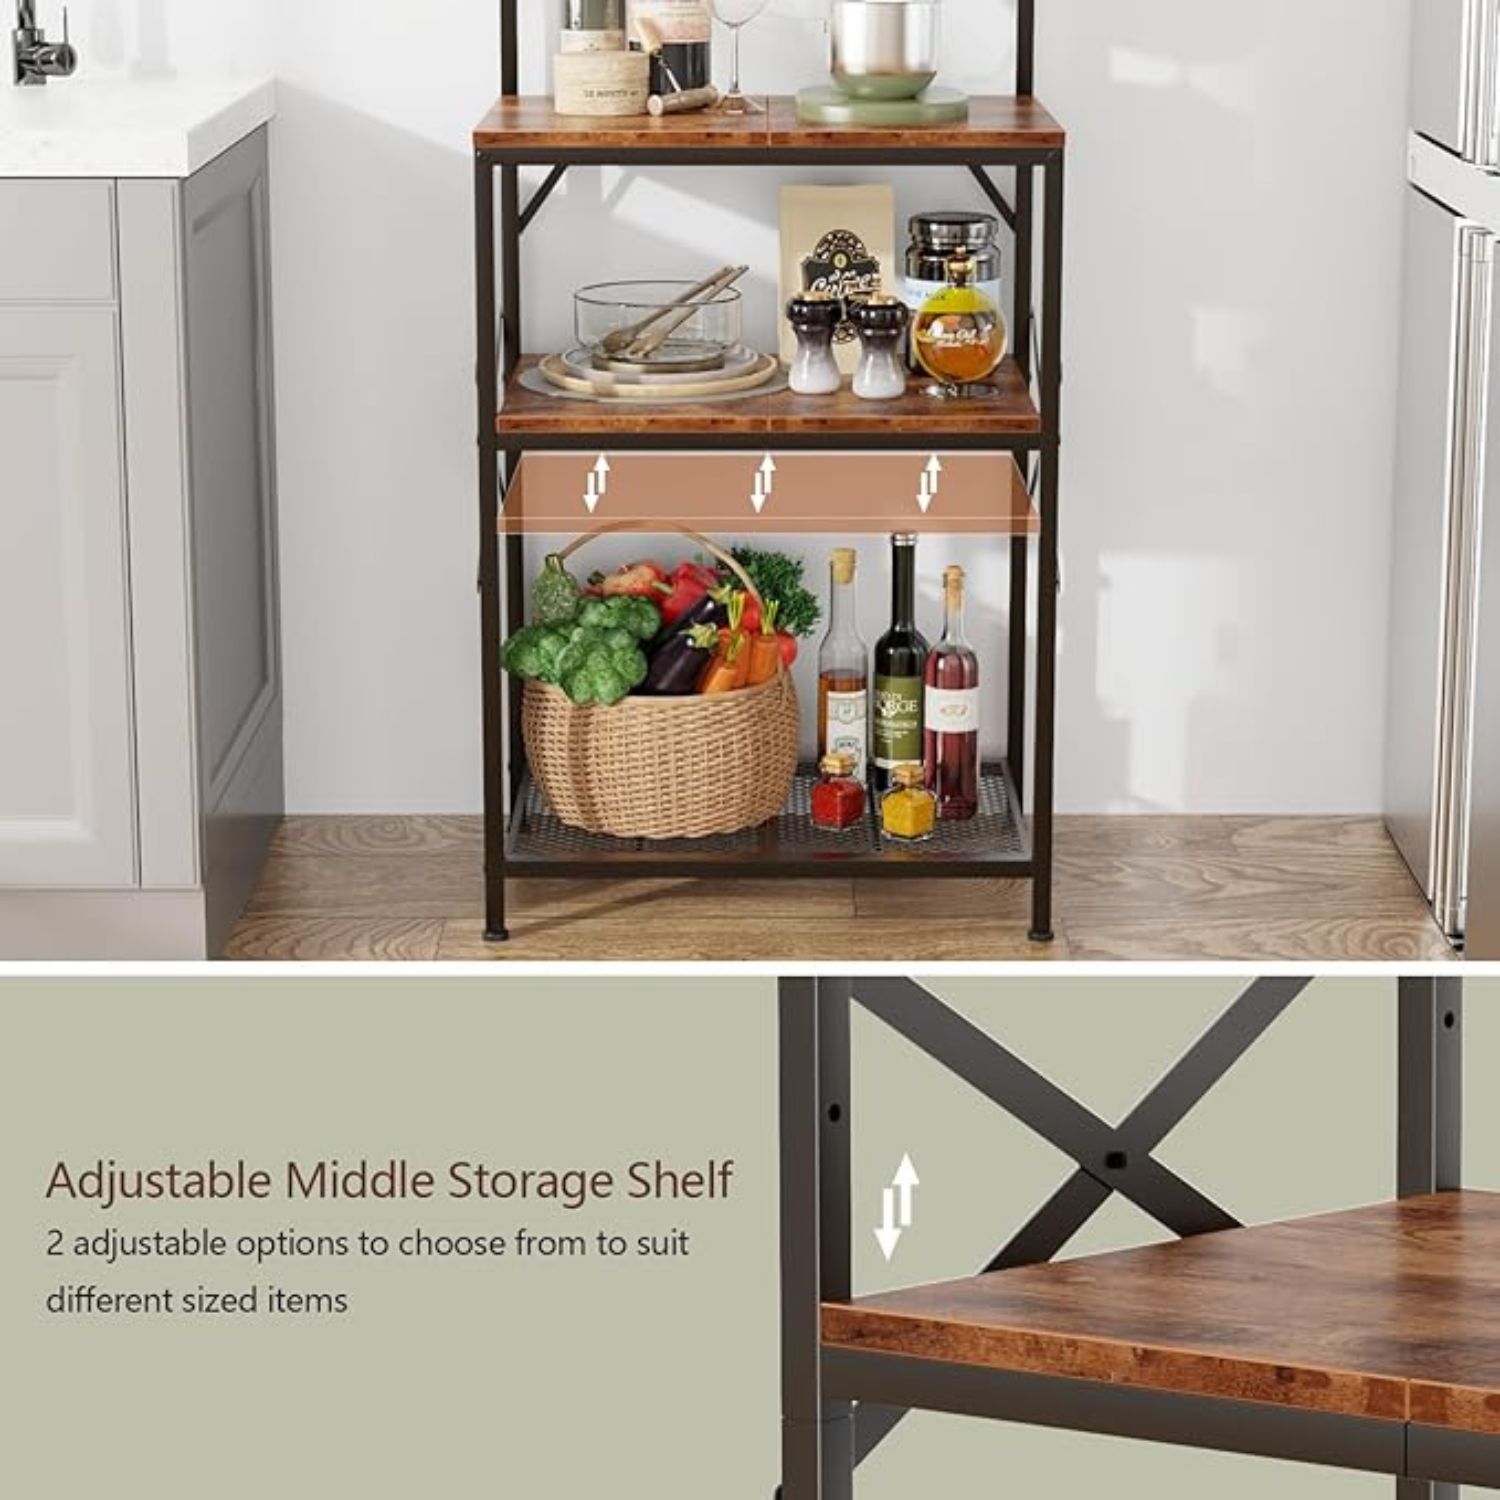 Adjustable Middle Storage Shelf
2 adjustable options to choose from to suit
different sized items